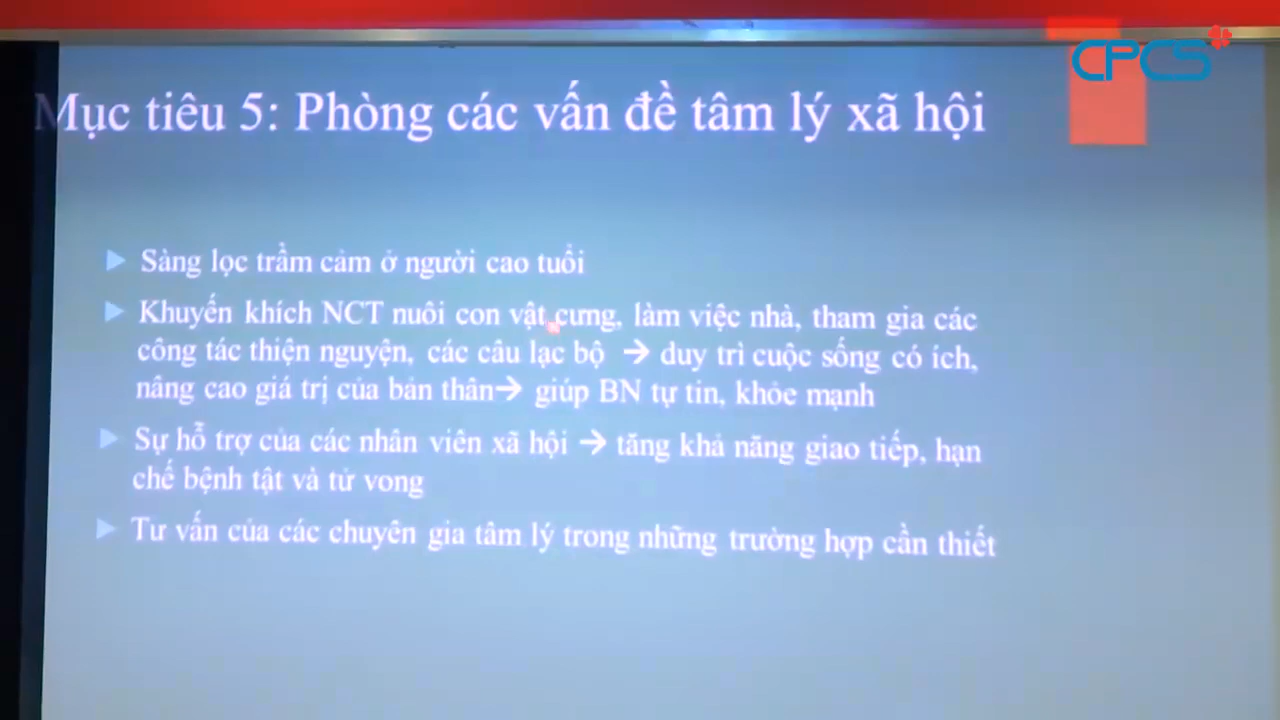 CPCS
Mục tiêu 5: Phòng các vấn đề tâm lý xã hội
Sàng lọc trầm cảm ở người cao tuổi
Khuyến khích NCT nuôi con vật cưng, làm việc nhà, tham gia các
công tác thiện nguyện, các câu lạc bộ → duy trì cuộc sống có ích,
nâng cao giá trị của bản thân→ giúp BN tự tin, khỏe mạnh
Sự hỗ trợ của các nhân viên xã hội → tăng khả năng giao tiếp, hạn
chế bệnh tật và tử vong
Tư vấn của các chuyên gia tâm lý trong những trường hợp cần thiết